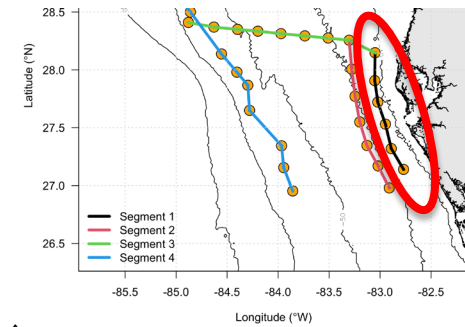 28.5
28.0
27.5
27.0
26.5
Latitude (°N)
-50
Segment 1
Segment 2
Segment 3
Segment 4
-85.5 -85.0 -84.5 -84.0 -83.5 -83.0 -82.5
Longitude (°W)